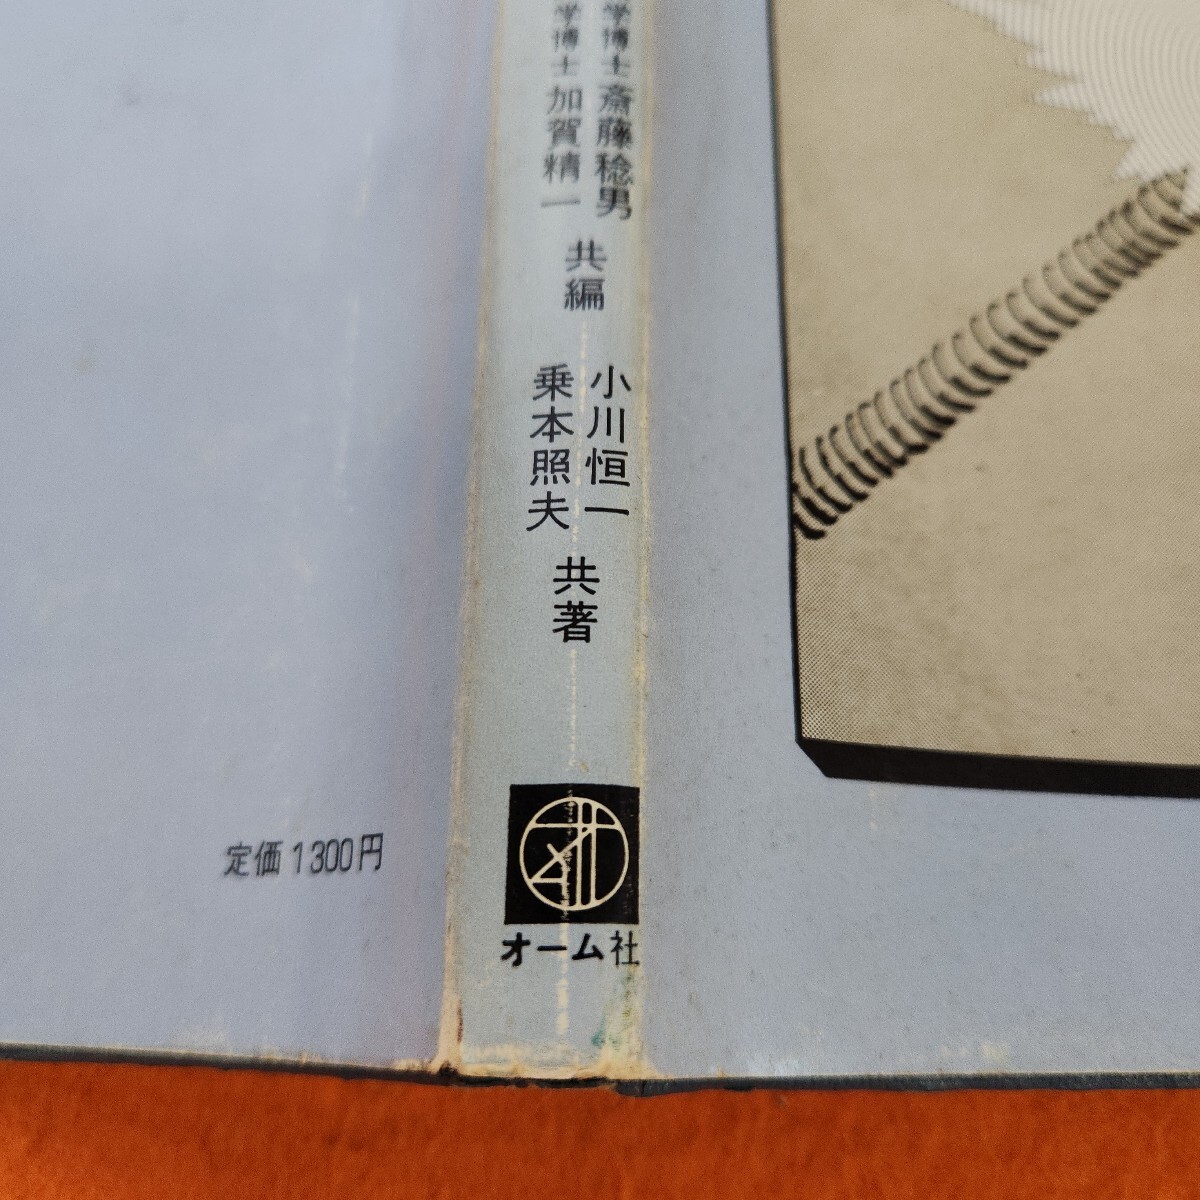 学博士 斎藤稔男
学博士 加賀精一
共編
小川恒一
乗本照夫
共著
オーム社
定価1300円